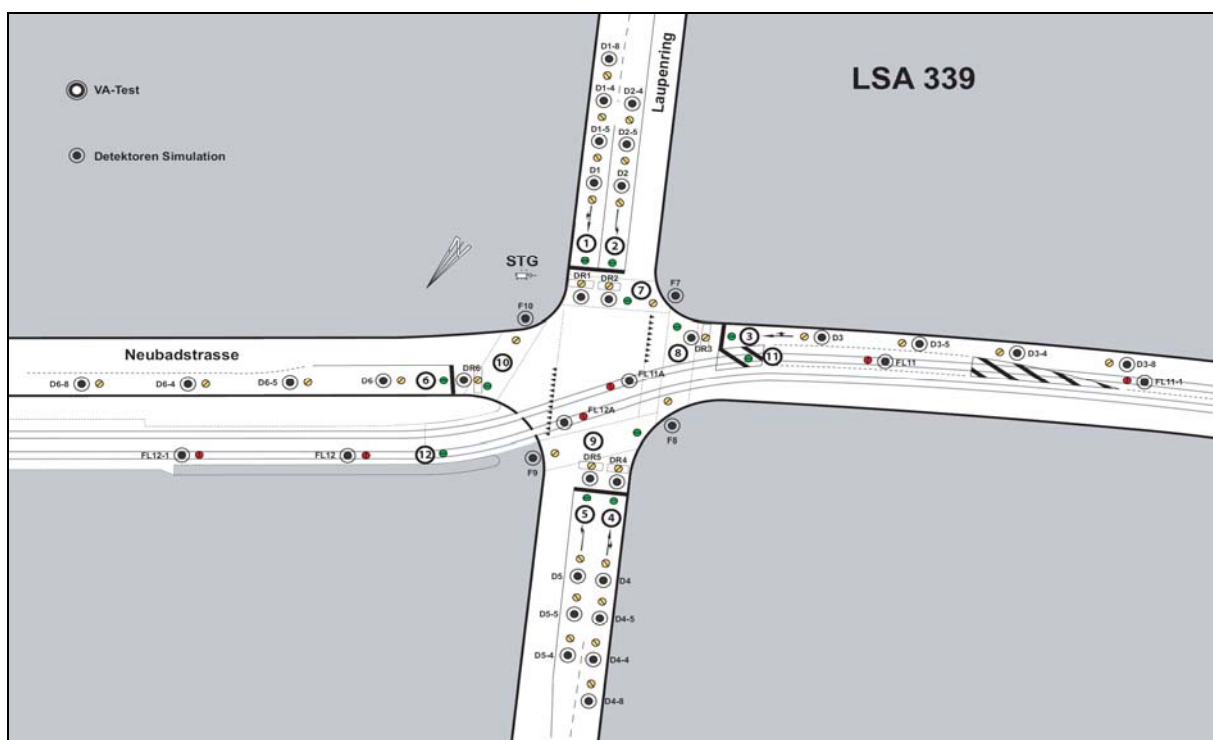 D1-8
Laupenring
LSA 339
VA-Test
D1-4
D2-4
D1-5
D2-5
Detektoren Simulation
D1
D2
1
2
STG
DR1
DR2
7
F7
F10
3
D3
D3-5
D3-4
D3-8
Neubadstrasse
10
8
DR3
11
FL11
FL11-1
D6-8
D6-4
D6-5
D6
6
DR6
FL11A
FL12A
F8
9
FL12-1
FL12
12
F9
DR5
DR4
5
4
D5
D4
D5-5
D4-5
D5-4
D4-4
D4-8